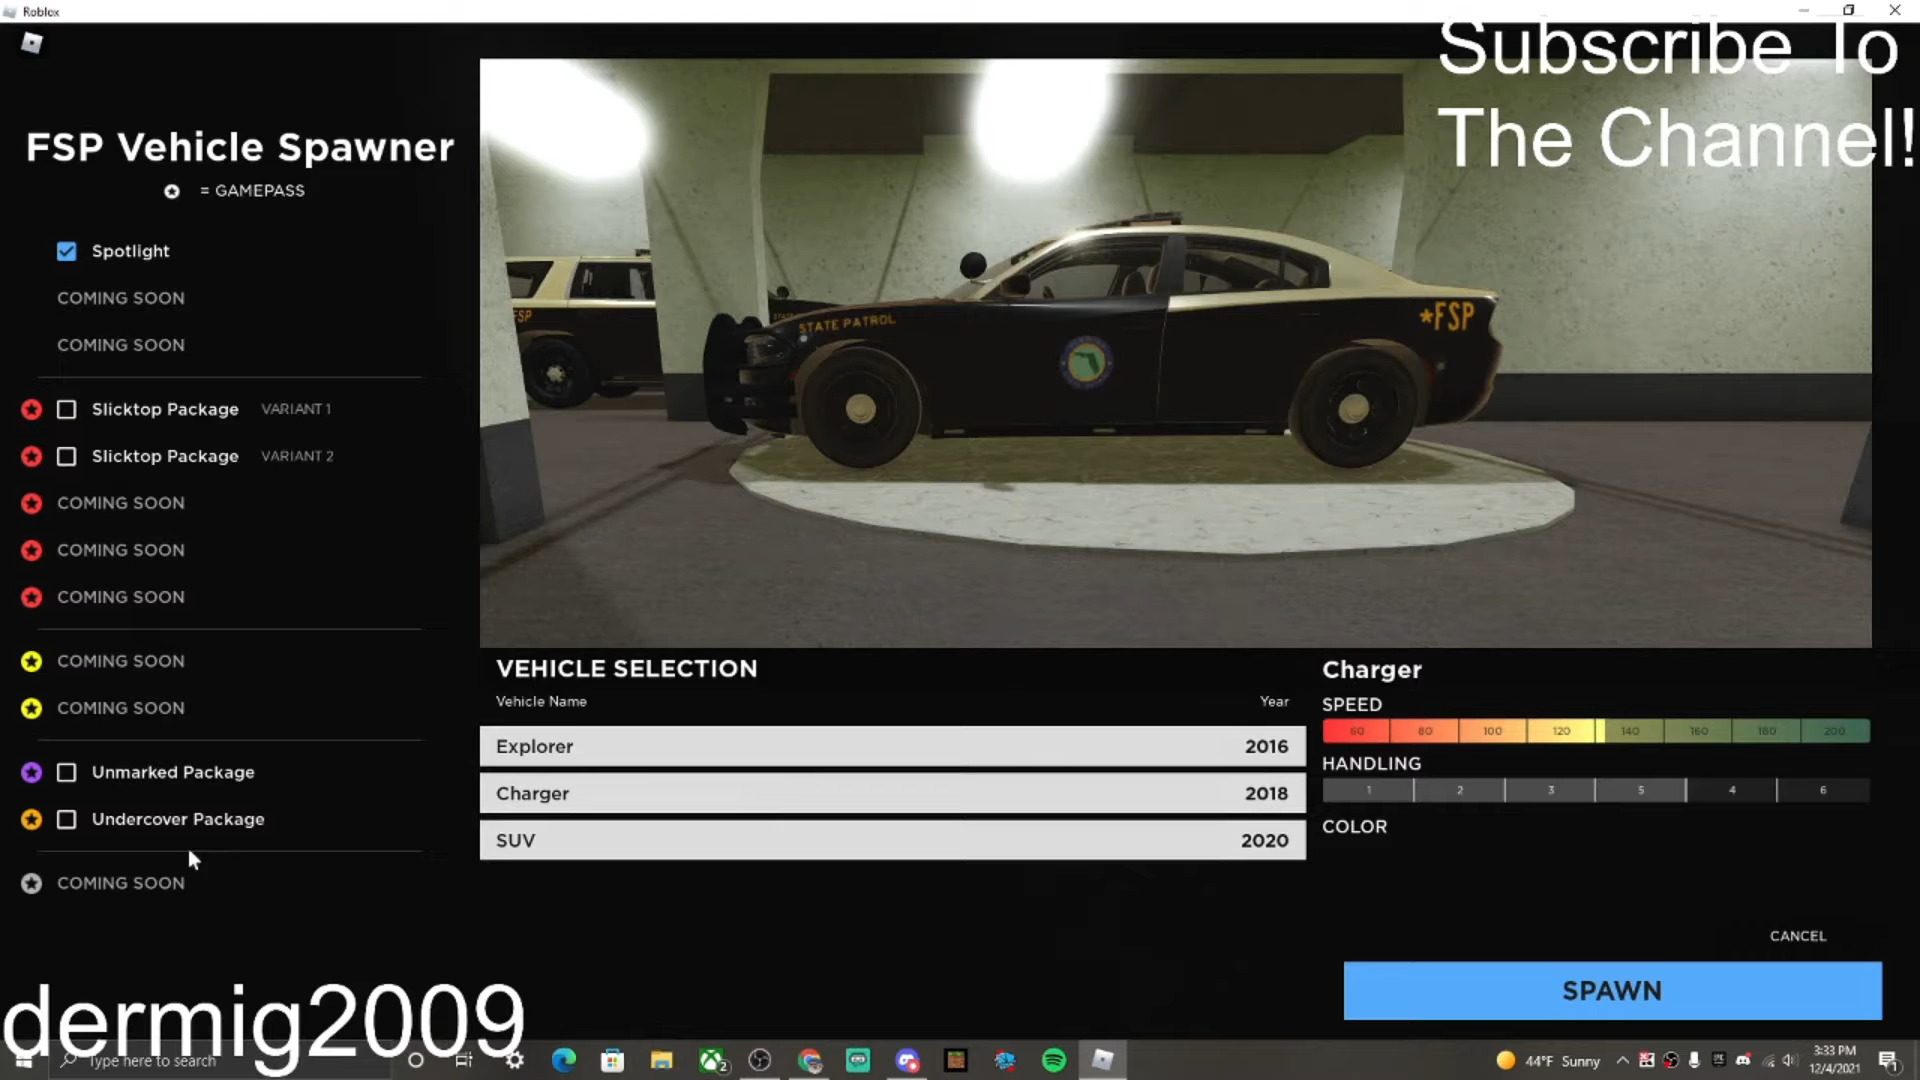 Roblox
Subscribe To
The Channel!
FSP Vehicle Spawner
= GAMEPASS
Spotlight
COMING SOON
COMING SOON
Slicktop Package VARIANT 1
Slicktop Package VARIANT 2
COMING SOON
COMING SOON
COMING SOON
COMING SOON
COMING SOON
Unmarked Package
Undercover Package
COMING SOON
FSP
STATE PATROL
*FSP
VEHICLE SELECTION
Vehicle Name Year
Explorer 2016
Charger 2018
SUV 2020
Charger
SPEED
60 80 100 120 140 160 180 200
HANDLING
1 2 3 5 4 6
COLOR
CANCEL
SPAWN
dermig2009
Type here to search
2
44°F Sunny
3:33 PM
12/4/2021
1